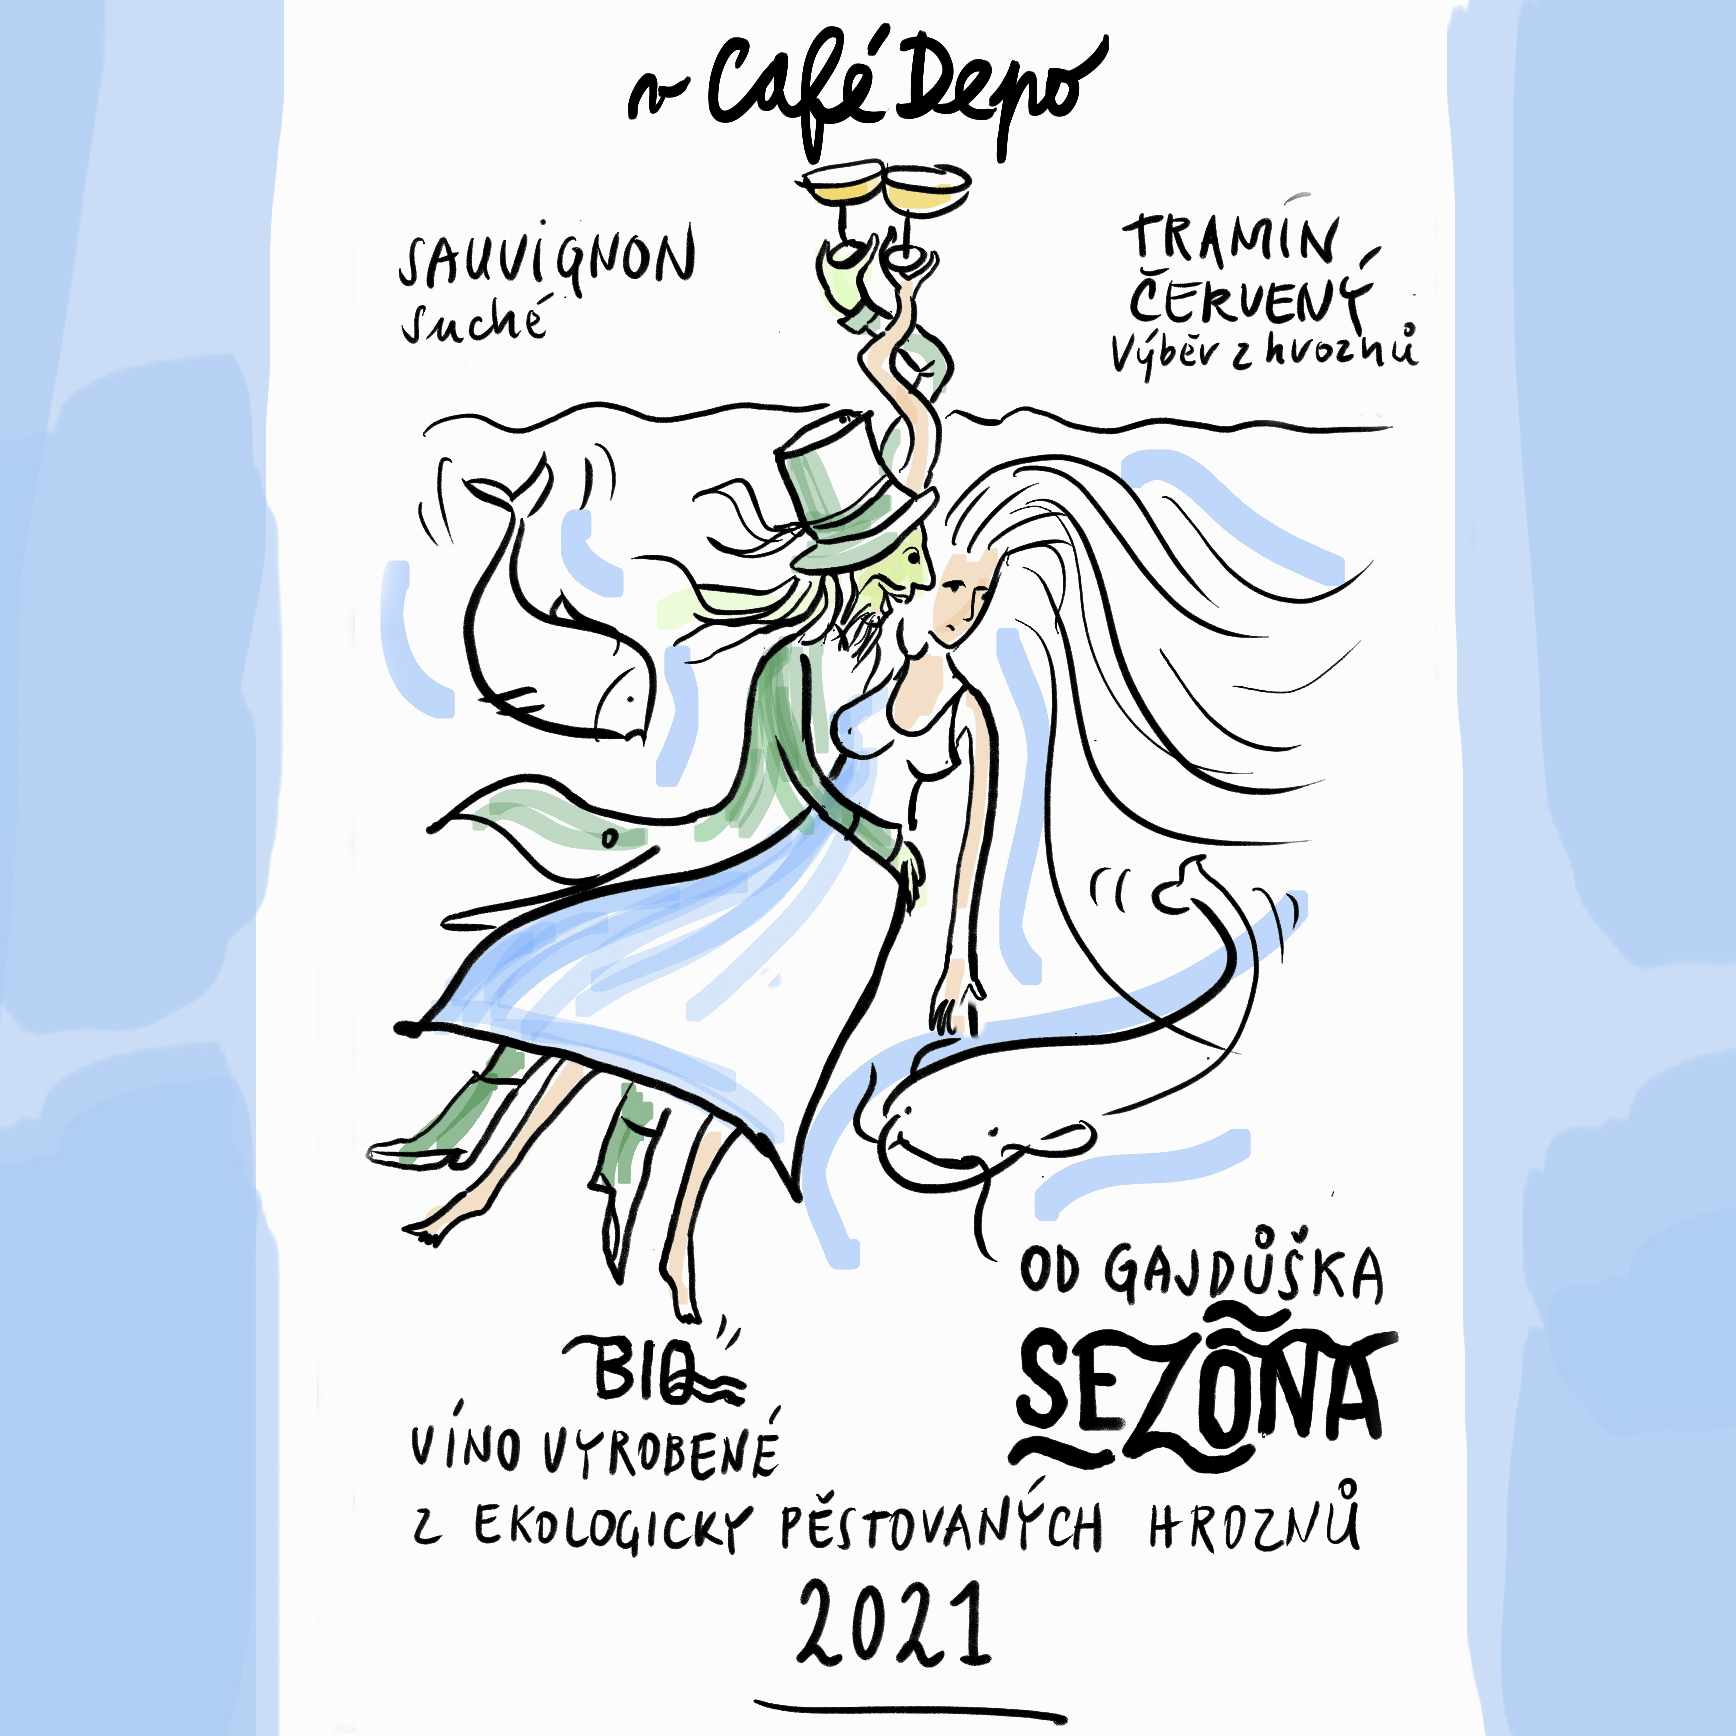 v Café Depo
SAUVIGNON
suché
TRAMÍN
ČERVENÝ
Výběr z hroznů
OD GAJDŮŠKA
SEZÓNA
BIO
VÍNO VYROBENÉ
Z EKOLOGICKY PĚSTOVANÝCH HROZNŮ
2021